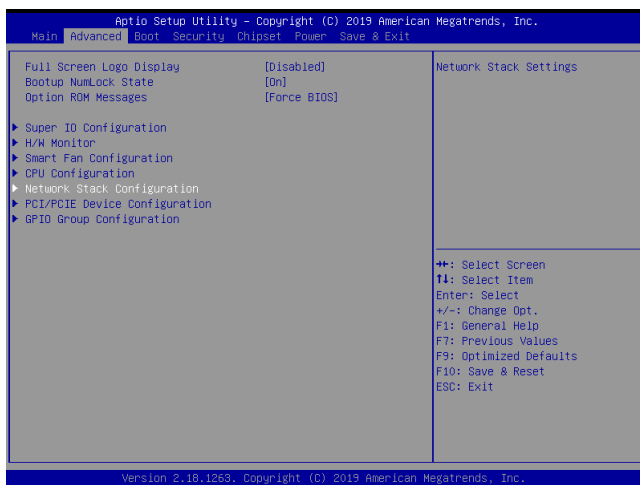 Aptio Setup Utility – Copyright (C) 2019 American Megatrends, Inc.
Main Advanced Boot Security Chipset Power Save & Exit
Full Screen Logo Display [Disabled]
Bootup NumLock State [On]
Option ROM Messages [Force BIOS]
Super IO Configuration
H/W Monitor
Smart Fan Configuration
CPU Configuration
Network Stack Configuration
PCI/PCIE Device Configuration
GPIO Group Configuration
Network Stack Settings
→←: Select Screen
↑↓: Select Item
Enter: Select
+/-: Change Opt.
F1: General Help
F7: Previous Values
F9: Optimized Defaults
F10: Save & Reset
ESC: Exit
Version 2.18.1263. Copyright (C) 2019 American Megatrends, Inc.